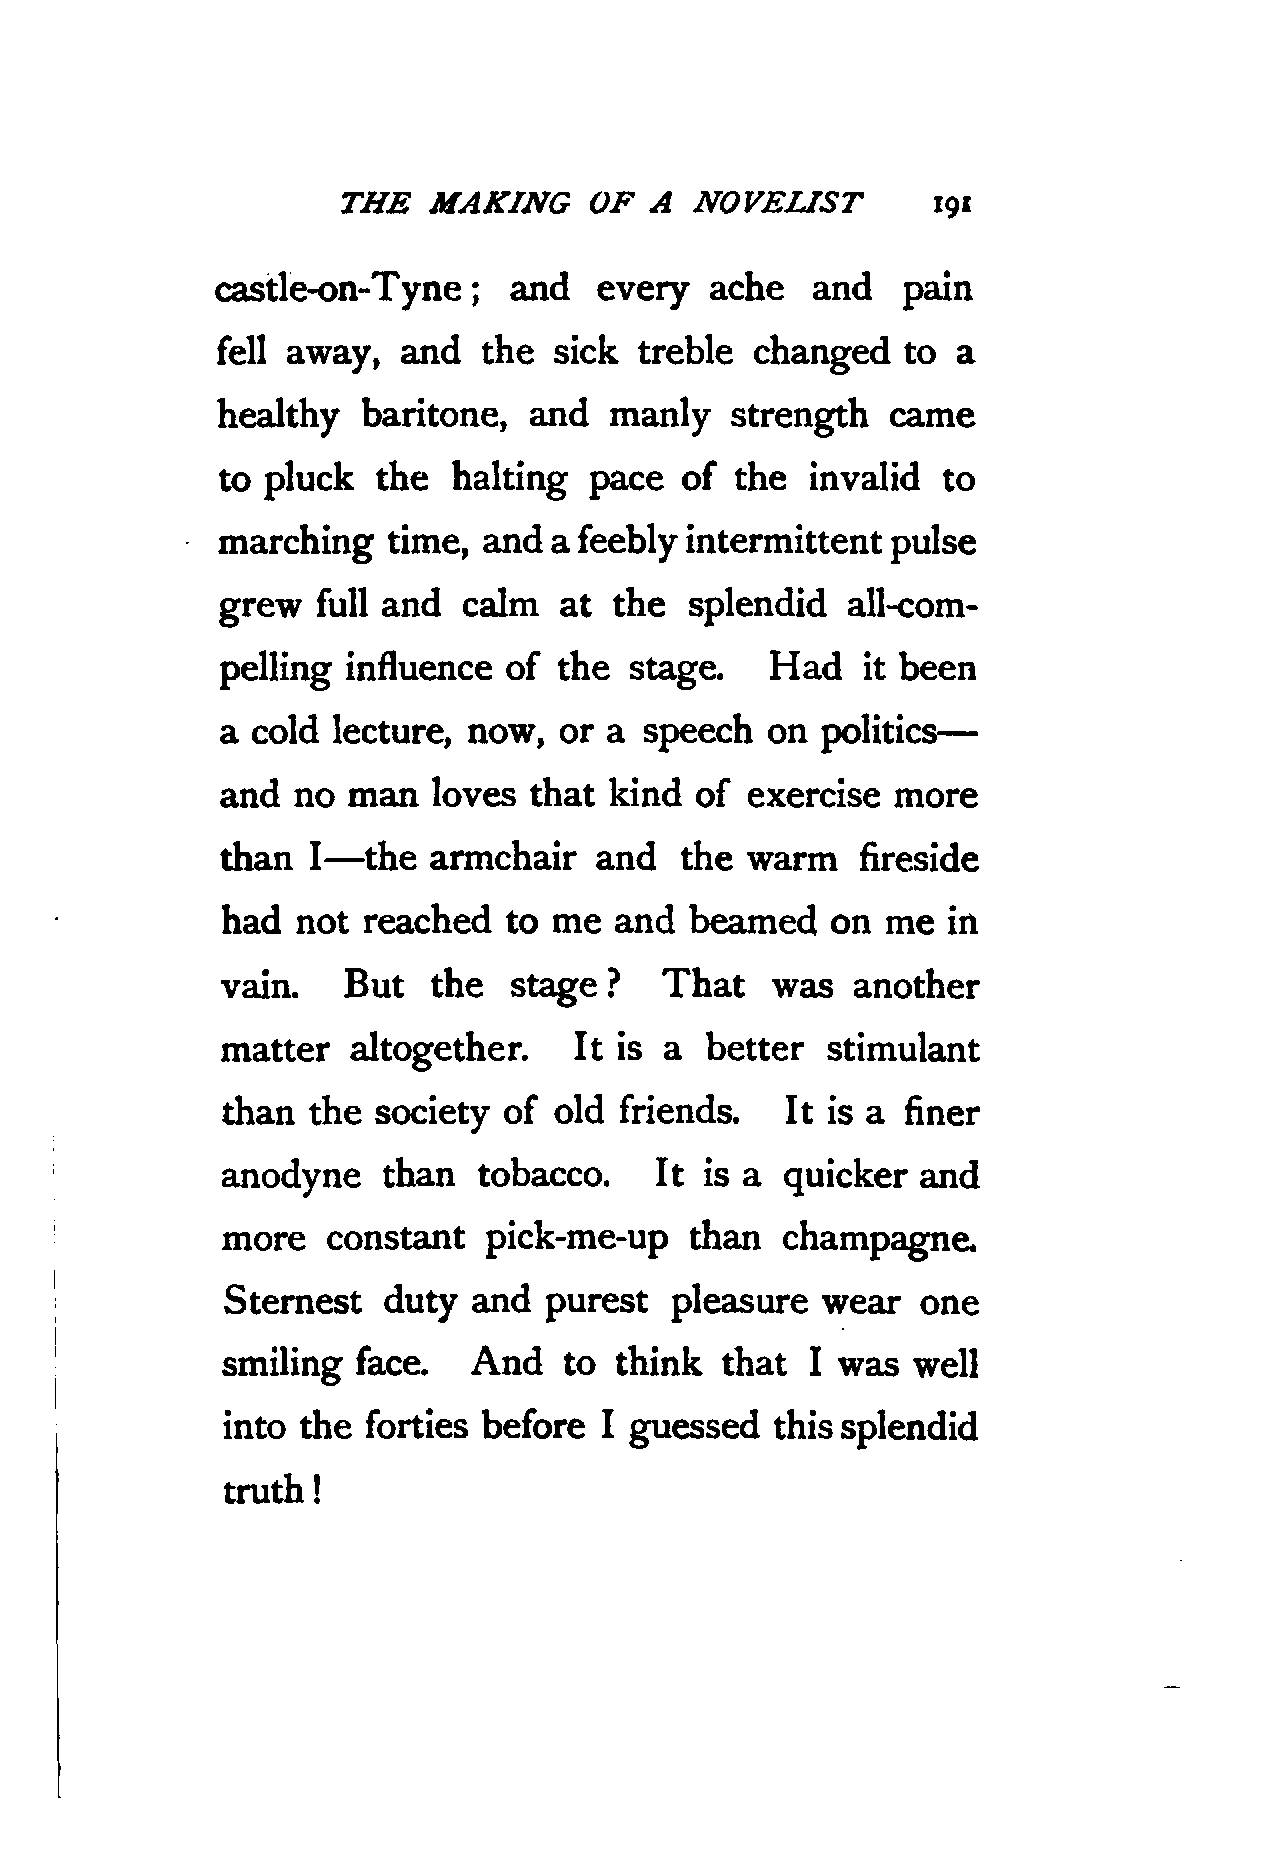 THE MAKING OF A NOVELIST 191
castle-on-Tyne; and every ache and pain
fell away, and the sick treble changed to a
healthy baritone, and manly strength came
to pluck the halting pace of the invalid to
marching time, and a feebly intermittent pulse
grew full and calm at the splendid all-com-
pelling influence of the stage. Had it been
a cold lecture, now, or a speech on politics—
and no man loves that kind of exercise more
than I—the armchair and the warm fireside
had not reached to me and beamed on me in
vain. But the stage? That was another
matter altogether. It is a better stimulant
than the society of old friends. It is a finer
anodyne than tobacco. It is a quicker and
more constant pick-me-up than champagne.
Sternest duty and purest pleasure wear one
smiling face. And to think that I was well
into the forties before I guessed this splendid
truth!